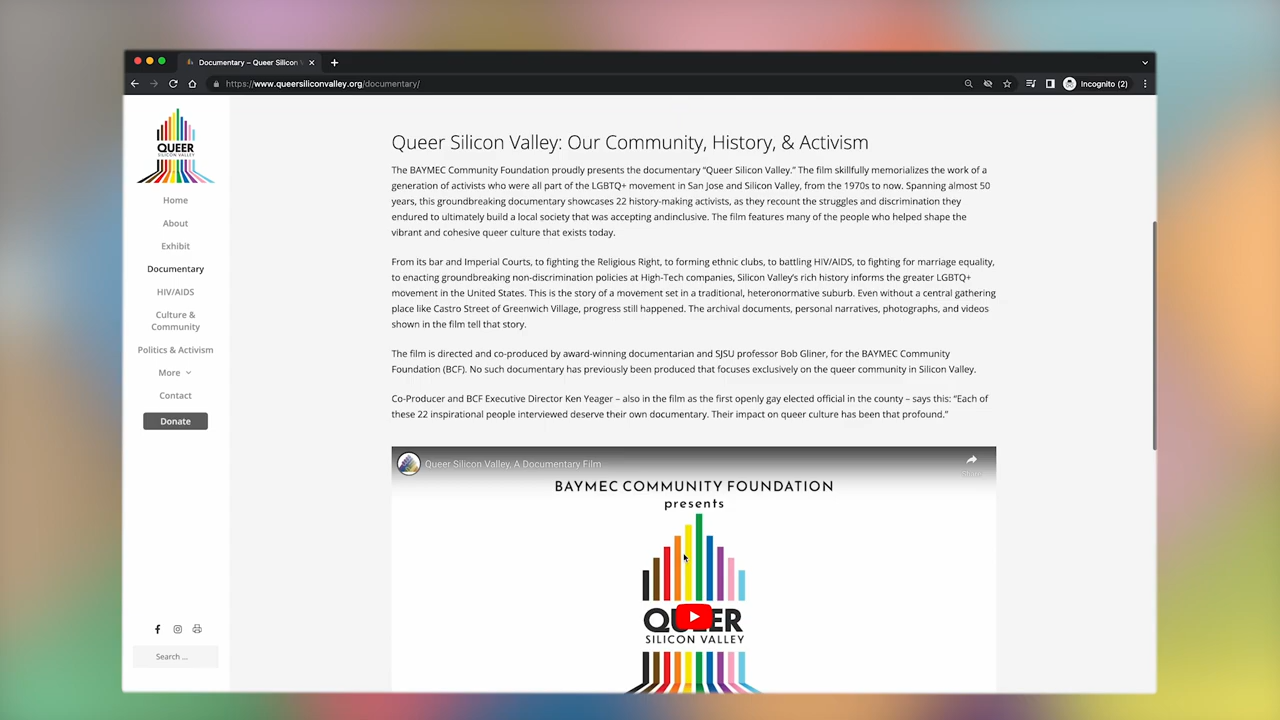 Documentary – Queer Silicon V
https://www.queersiliconvalley.org/documentary/
Incognito (2)
QUEER
SILICON VALLEY
Home
About
Exhibit
Documentary
HIV/AIDS
Culture &
Community
Politics & Activism
More
Contact
Donate
Search ...
Queer Silicon Valley: Our Community, History, & Activism
The BAYMEC Community Foundation proudly presents the documentary “Queer Silicon Valley.” The film skillfully memorializes the work of a
generation of activists who were all part of the LGBTQ+ movement in San Jose and Silicon Valley, from the 1970s to now. Spanning almost 50
years, this groundbreaking documentary showcases 22 history-making activists, as they recount the struggles and discrimination they
endured to ultimately build a local society that was accepting andinclusive. The film features many of the people who helped shape the
vibrant and cohesive queer culture that exists today.
From its bar and Imperial Courts, to fighting the Religious Right, to forming ethnic clubs, to battling HIV/AIDS, to fighting for marriage equality,
to enacting groundbreaking non-discrimination policies at High-Tech companies, Silicon Valley’s rich history informs the greater LGBTQ+
movement in the United States. This is the story of a movement set in a traditional, heteronormative suburb. Even without a central gathering
place like Castro Street of Greenwich Village, progress still happened. The archival documents, personal narratives, photographs, and videos
shown in the film tell that story.
The film is directed and co-produced by award-winning documentarian and SJSU professor Bob Gliner, for the BAYMEC Community
Foundation (BCF). No such documentary has previously been produced that focuses exclusively on the queer community in Silicon Valley.
Co-Producer and BCF Executive Director Ken Yeager – also in the film as the first openly gay elected official in the county – says this: “Each of
these 22 inspirational people interviewed deserve their own documentary. Their impact on queer culture has been that profound.”
Queer Silicon Valley, A Documentary Film
Share
BAYMEC COMMUNITY FOUNDATION
presents
QUEER
SILICON VALLEY